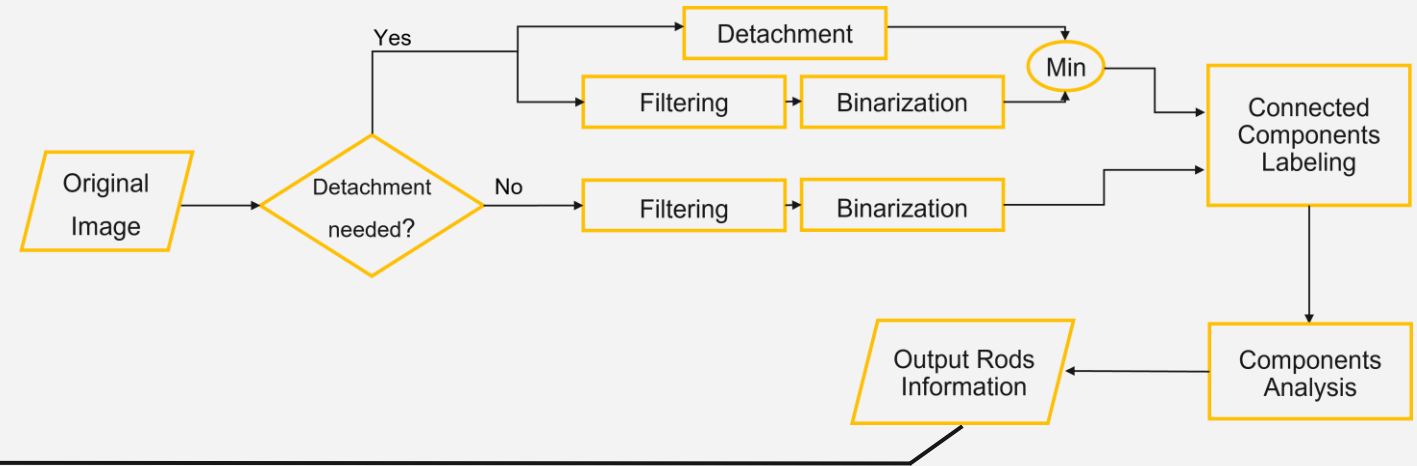 Yes
Detachment
Min
Filtering
Binarization
Connected
Components
Labeling
Original
Image
Detachment
needed?
No
Filtering
Binarization
Output Rods
Information
Components
Analysis